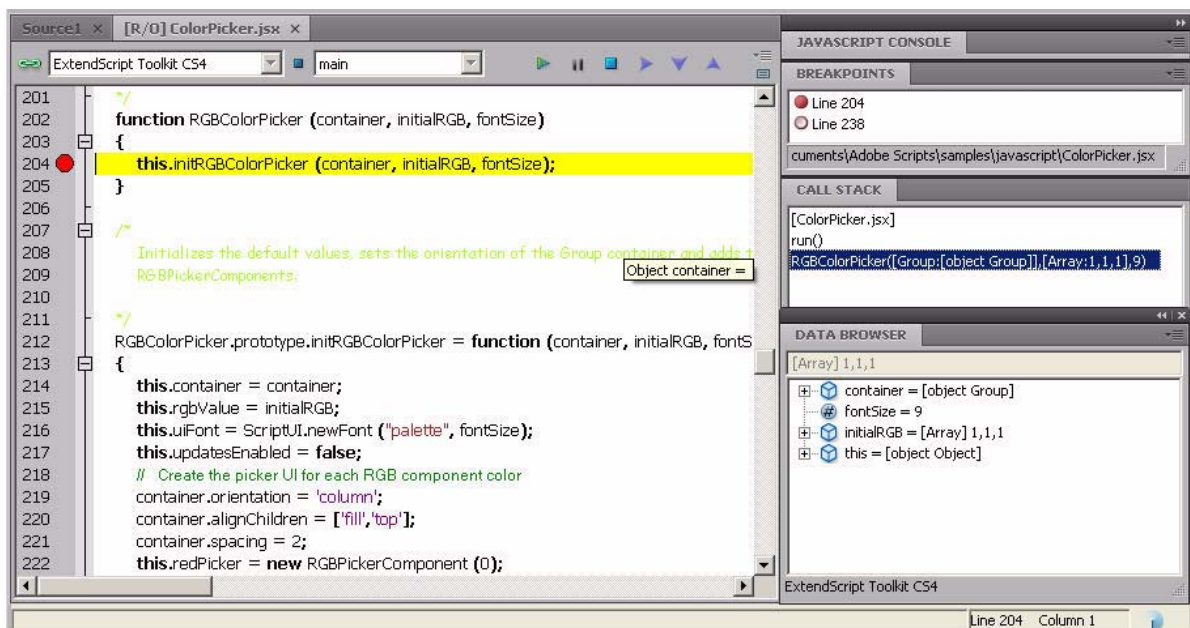 Source1 ×
[R/O] ColorPicker.jsx ×
ExtendScript Toolkit CS4
main
201 */
202 function RGBColorPicker (container, initialRGB, fontSize)
203 {
204 this.initRGBColorPicker (container, initialRGB, fontSize);
205 }
206
207 /*
208 Initializes the default values, sets the orientation of the Group container and adds t
Object container =
209 RGBPickerComponents.
210
211 */
212 RGBColorPicker.prototype.initRGBColorPicker = function (container, initialRGB, fontS
213 {
214 this.container = container;
215 this.rgbValue = initialRGB;
216 this.uiFont = ScriptUI.newFont ("palette", fontSize);
217 this.updatesEnabled = false;
218 // Create the picker UI for each RGB component color
219 container.orientation = 'column';
220 container.alignChildren = ['fill','top'];
221 container.spacing = 2;
222 this.redPicker = new RGBPickerComponent (0);
JAVASCRIPT CONSOLE
BREAKPOINTS
Line 204
Line 238
cuments\Adobe Scripts\samples\javascript\ColorPicker.jsx
CALL STACK
[ColorPicker.jsx]
run()
RGBColorPicker([Group:[object Group]],[Array:1,1,1],9)
DATA BROWSER
[Array] 1,1,1
container = [object Group]
# fontSize = 9
initialRGB = [Array] 1,1,1
this = [object Object]
ExtendScript Toolkit CS4
Line 204 Column 1